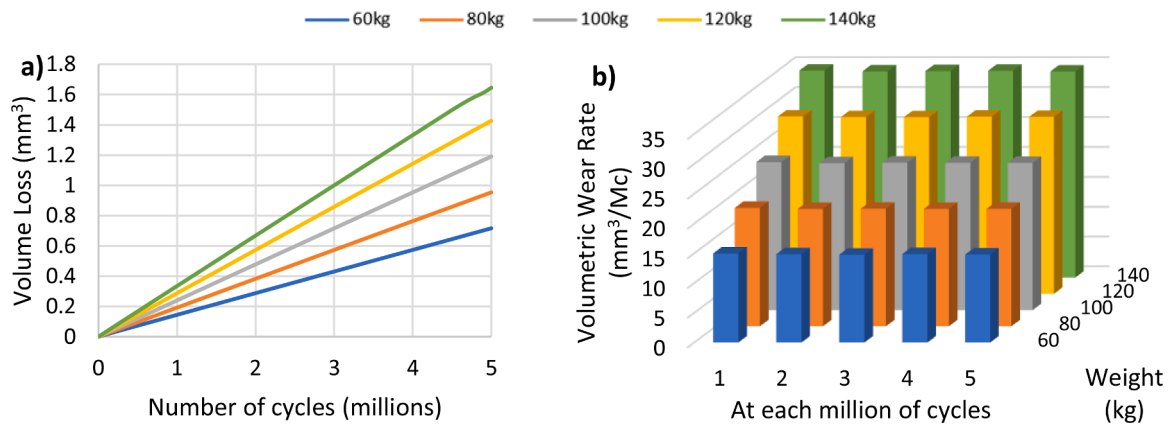 60kg 80kg 100kg 120kg 140kg
a)
Volume Loss (mm³)
1.8
1.6
1.4
1.2
1
0.8
0.6
0.4
0.2
0
0 1 2 3 4 5
Number of cycles (millions)
b)
Volumetric Wear Rate
(mm³/Mc)
35
30
25
20
15
10
5
0
140
120
100
80
60
1 2 3 4 5
At each million of cycles
Weight
(kg)